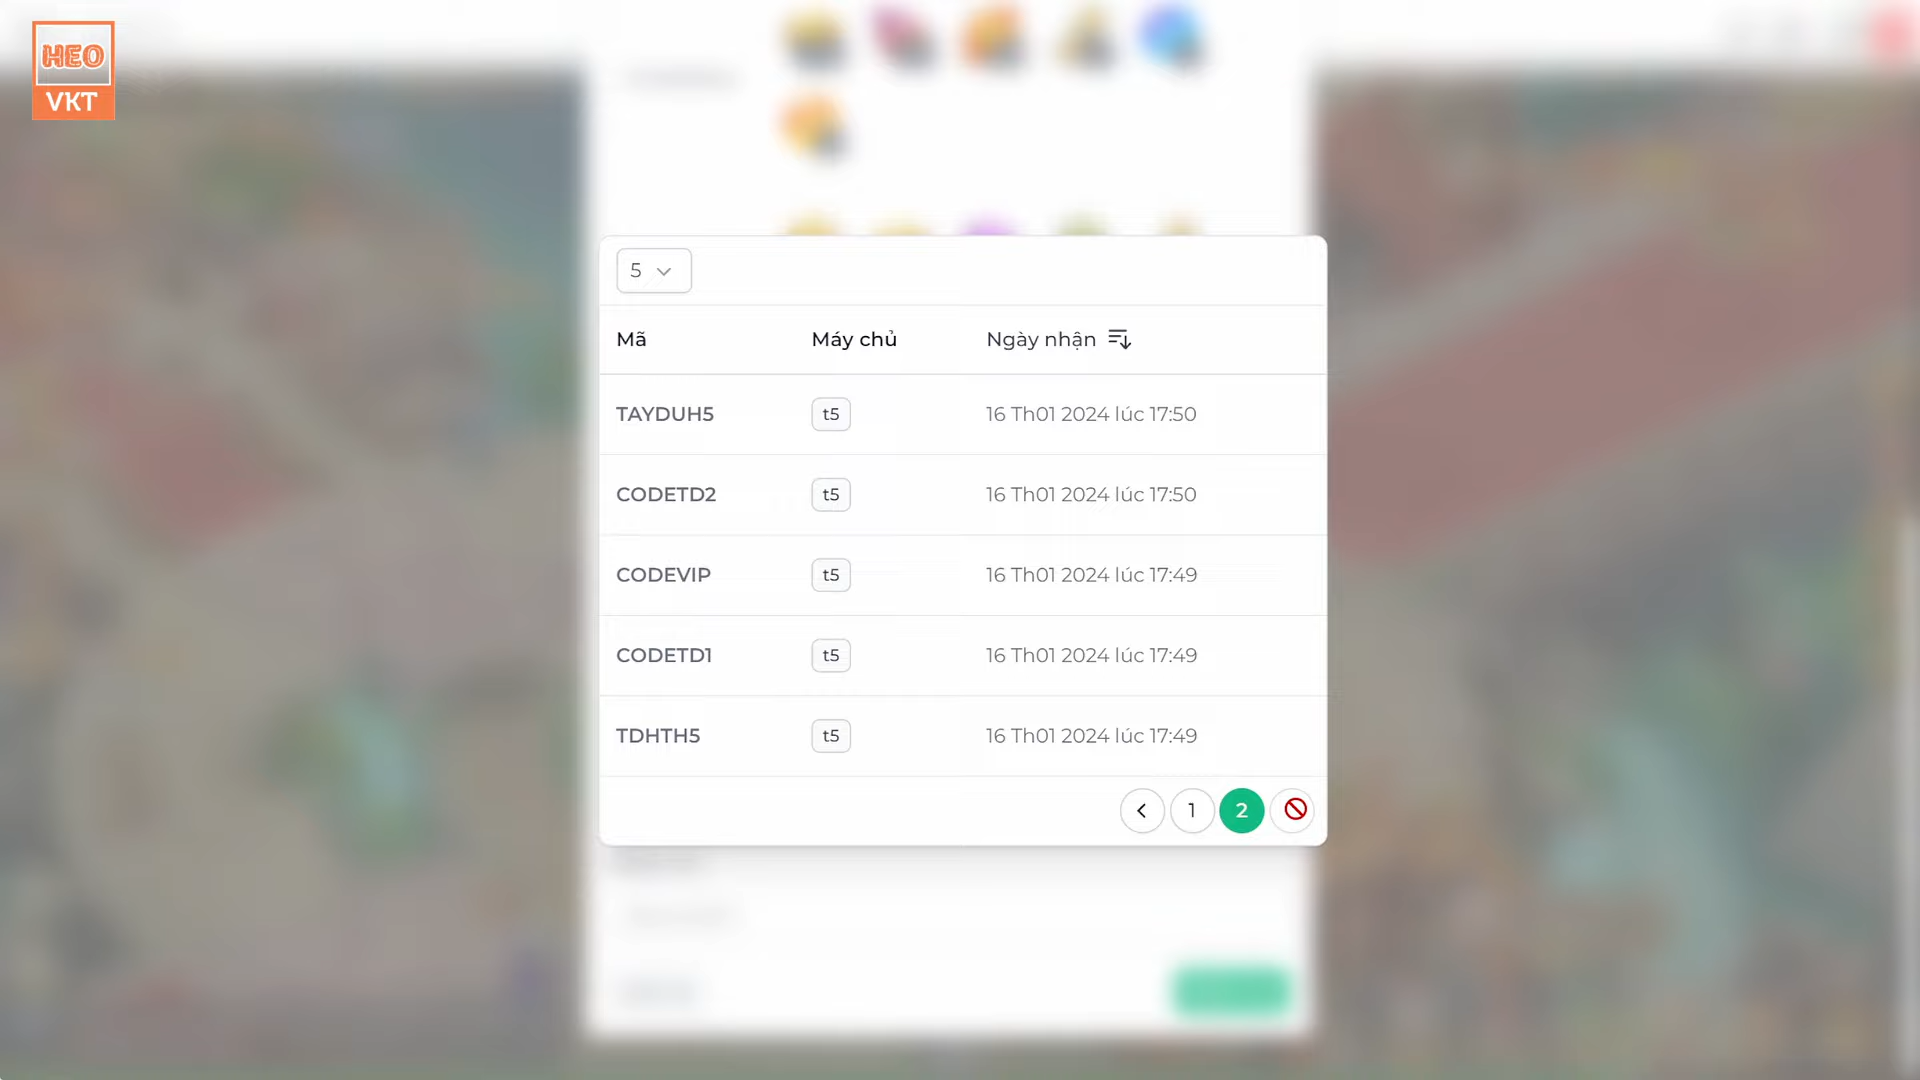 HEO
VKT
5
Mã Máy chủ Ngày nhận
TAYDUH5 t5 16 Th01 2024 lúc 17:50
CODETD2 t5 16 Th01 2024 lúc 17:50
CODEVIP t5 16 Th01 2024 lúc 17:49
CODETD1 t5 16 Th01 2024 lúc 17:49
TDHTH5 t5 16 Th01 2024 lúc 17:49
1 2